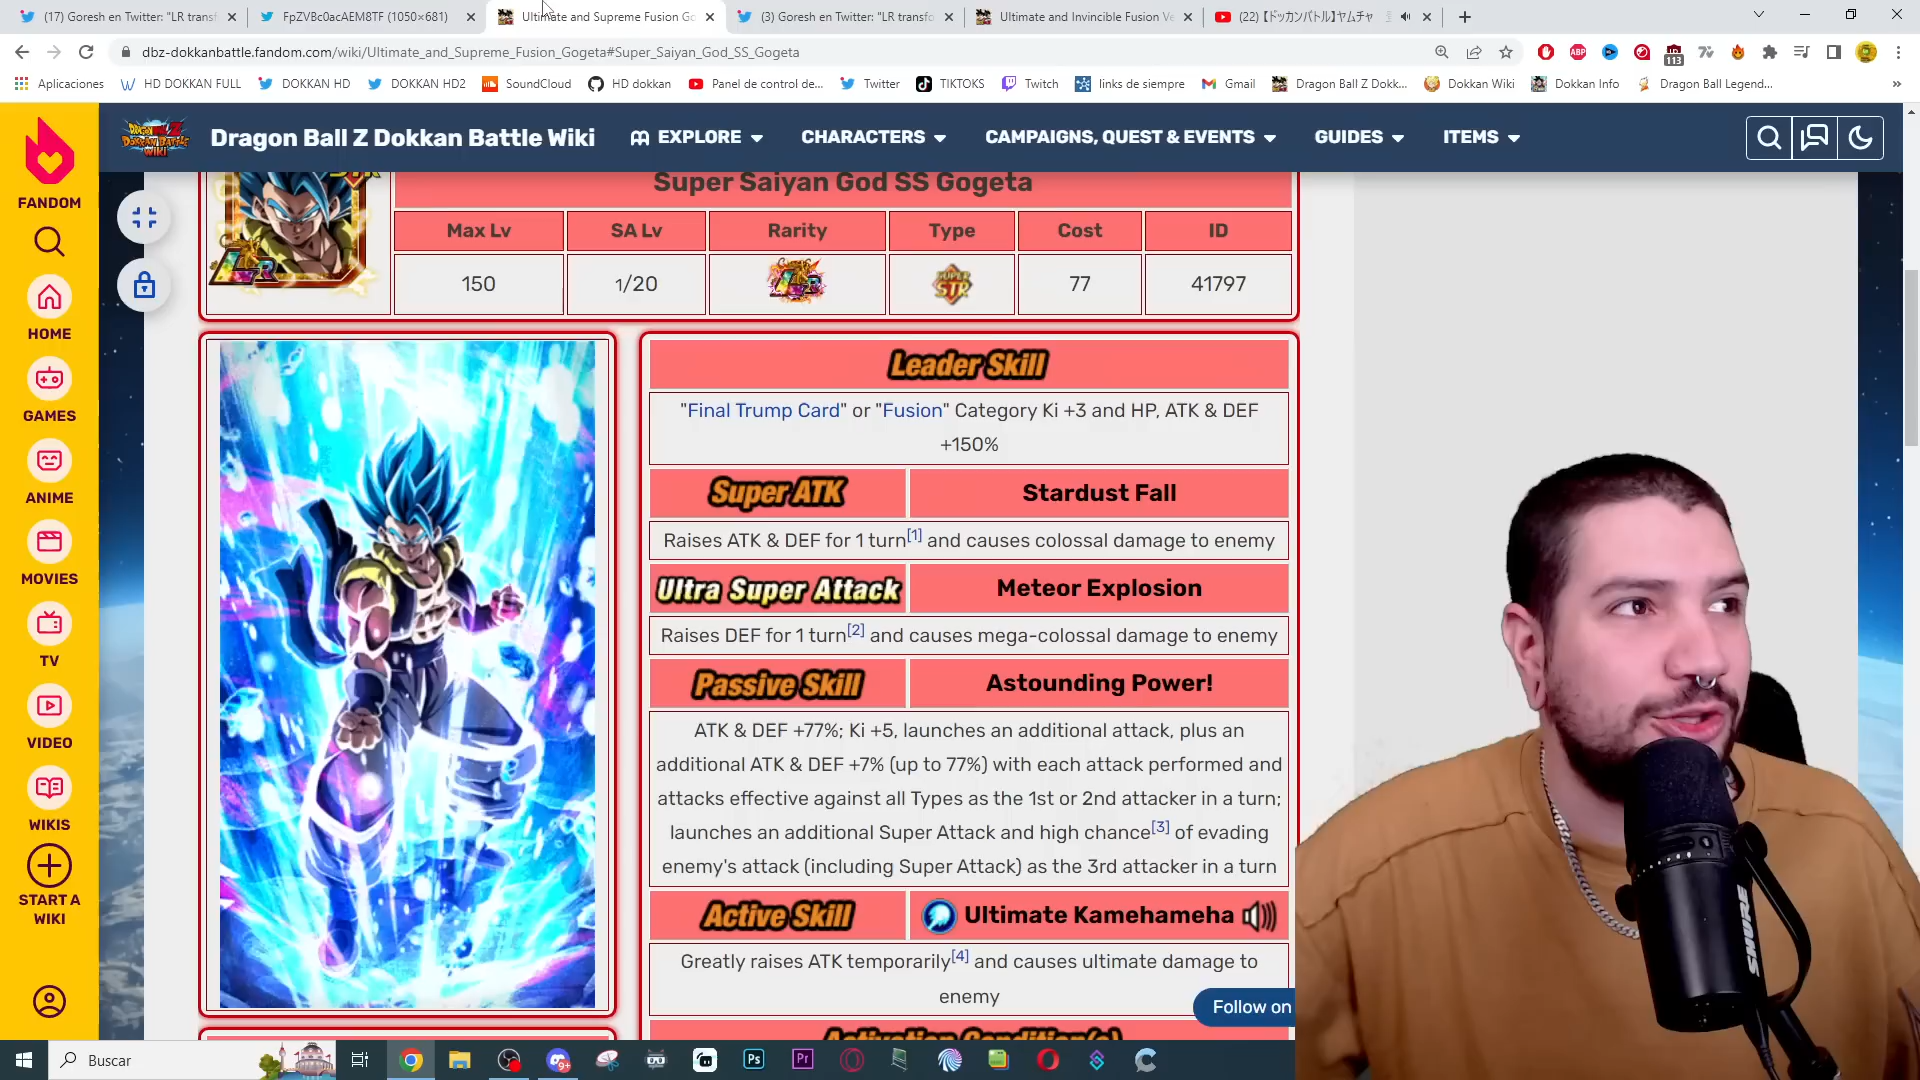 (17) Goresh en Twitter: "LR transf
FpZVBc0acAEM8TF (1050×681)
Ultimate and Supreme Fusion Go
(3) Goresh en Twitter: "LR transfo
Ultimate and Invincible Fusion Ve
(22) 【ドッカンバトル】ヤムチャ
dbz-dokkanbattle.fandom.com/wiki/Ultimate_and_Supreme_Fusion_Gogeta#Super_Saiyan_God_SS_Gogeta
ABP
113
Aplicaciones
HD DOKKAN FULL
DOKKAN HD
DOKKAN HD2
SoundCloud
HD dokkan
Panel de control de...
Twitter
TIKTOKS
Twitch
links de siempre
Gmail
Dragon Ball Z Dokk...
Dokkan Wiki
Dokkan Info
Dragon Ball Legend...
»
FANDOM
HOME
GAMES
ANIME
MOVIES
TV
VIDEO
WIKIS
START A
WIKI
Dragon Ball Z Dokkan Battle Wiki
EXPLORE
CHARACTERS
CAMPAIGNS, QUEST & EVENTS
GUIDES
ITEMS
STR
LR
Super Saiyan God SS Gogeta
Max Lv SA Lv Rarity Type Cost ID
150 1/20 LR SUPER STR 77 41797
Leader Skill
"Final Trump Card" or "Fusion" Category Ki +3 and HP, ATK & DEF
+150%
Super ATK Stardust Fall
Raises ATK & DEF for 1 turn[1] and causes colossal damage to enemy
Ultra Super Attack Meteor Explosion
Raises DEF for 1 turn[2] and causes mega-colossal damage to enemy
Passive Skill Astounding Power!
ATK & DEF +77%; Ki +5, launches an additional attack, plus an
additional ATK & DEF +7% (up to 77%) with each attack performed and
attacks effective against all Types as the 1st or 2nd attacker in a turn;
launches an additional Super Attack and high chance[3] of evading
enemy's attack (including Super Attack) as the 3rd attacker in a turn
Active Skill Ultimate Kamehameha
Greatly raises ATK temporarily[4] and causes ultimate damage to
enemy
Follow on
Activation Condition(s)
Buscar
9+
Ps
Pr